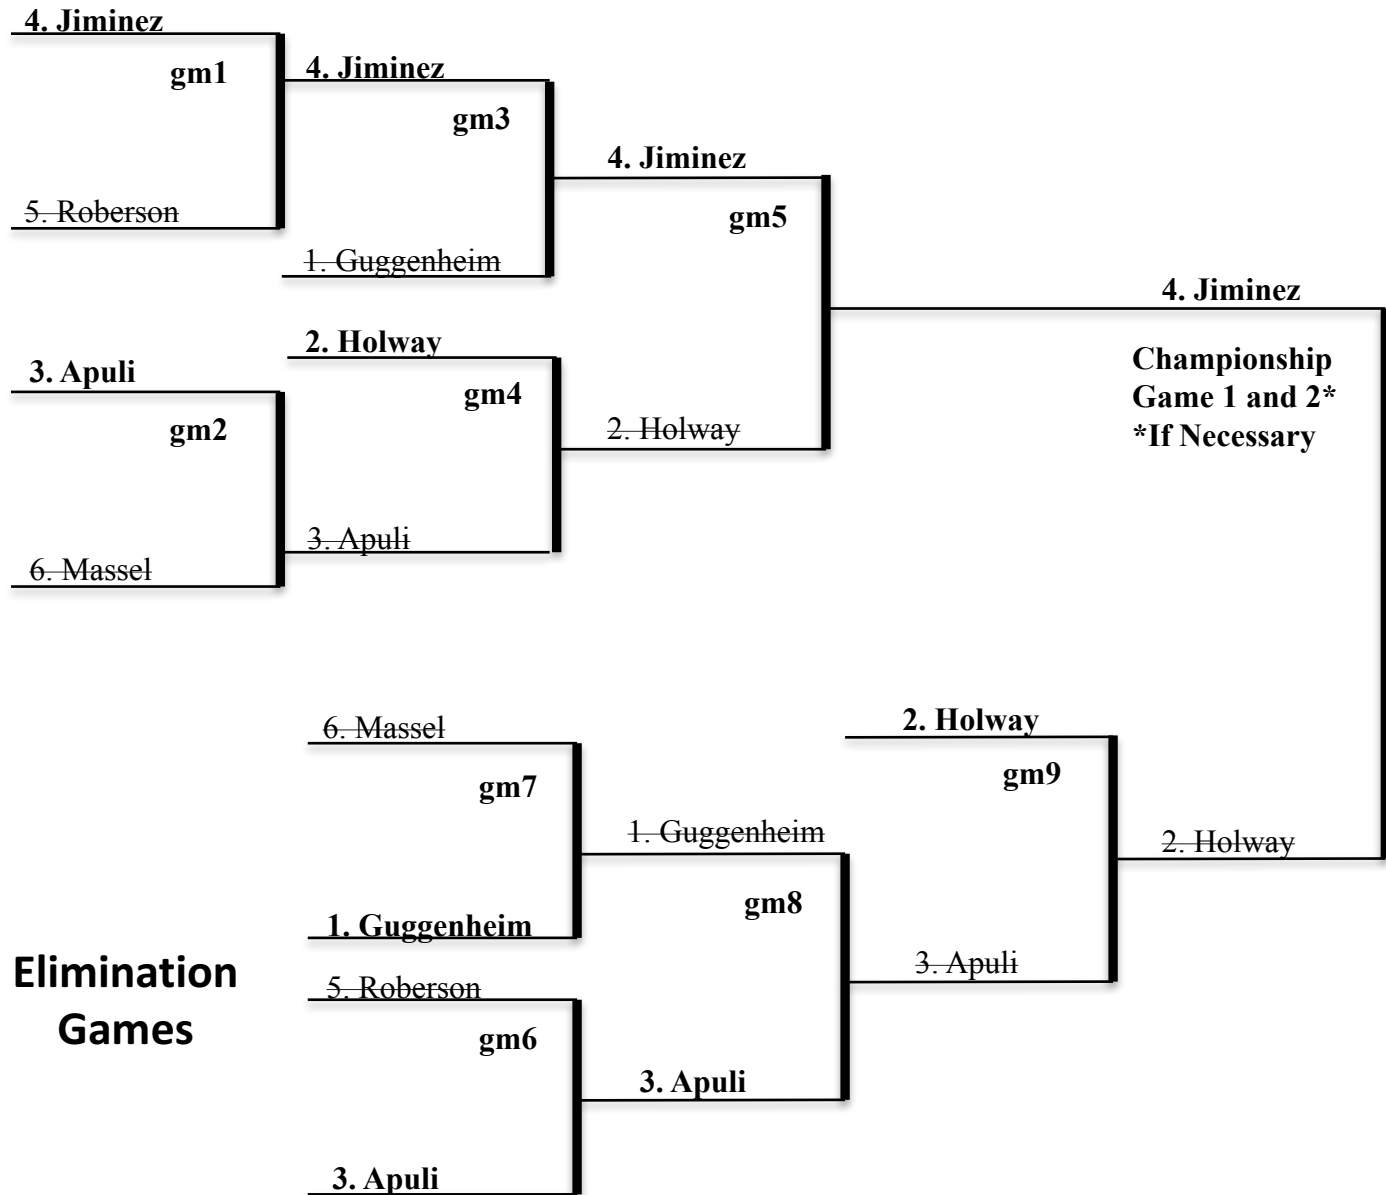 4. Jiminez
gm1
5. Roberson
4. Jiminez
gm3
1. Guggenheim
4. Jiminez
gm5
2. Holway
3. Apuli
gm2
6. Massel
2. Holway
gm4
3. Apuli
4. Jiminez
Championship
Game 1 and 2*
*If Necessary
2. Holway
6. Massel
gm7
1. Guggenheim
1. Guggenheim
gm8
3. Apuli
5. Roberson
gm6
3. Apuli
2. Holway
gm9
3. Apuli
Elimination
Games